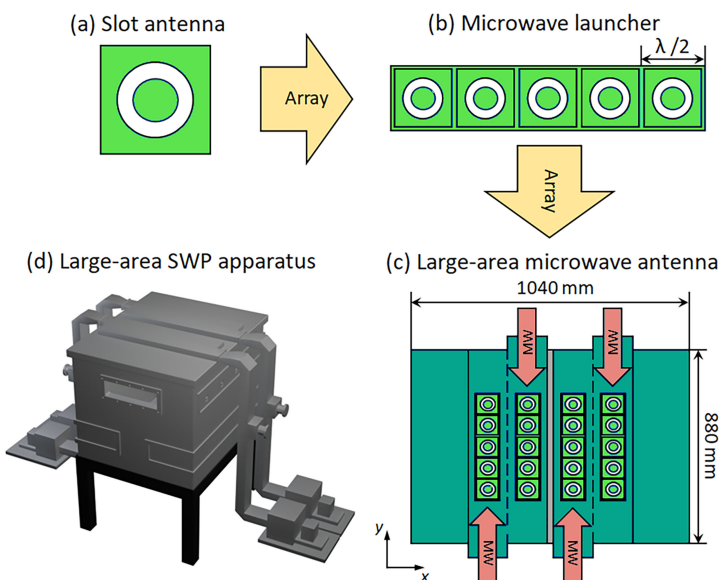 (a) Slot antenna
(b) Microwave launcher
λ /2
Array
Array
(d) Large-area SWP apparatus
(c) Large-area microwave antenna
1040 mm
MW
MW
880 mm
MW
MW
y
x